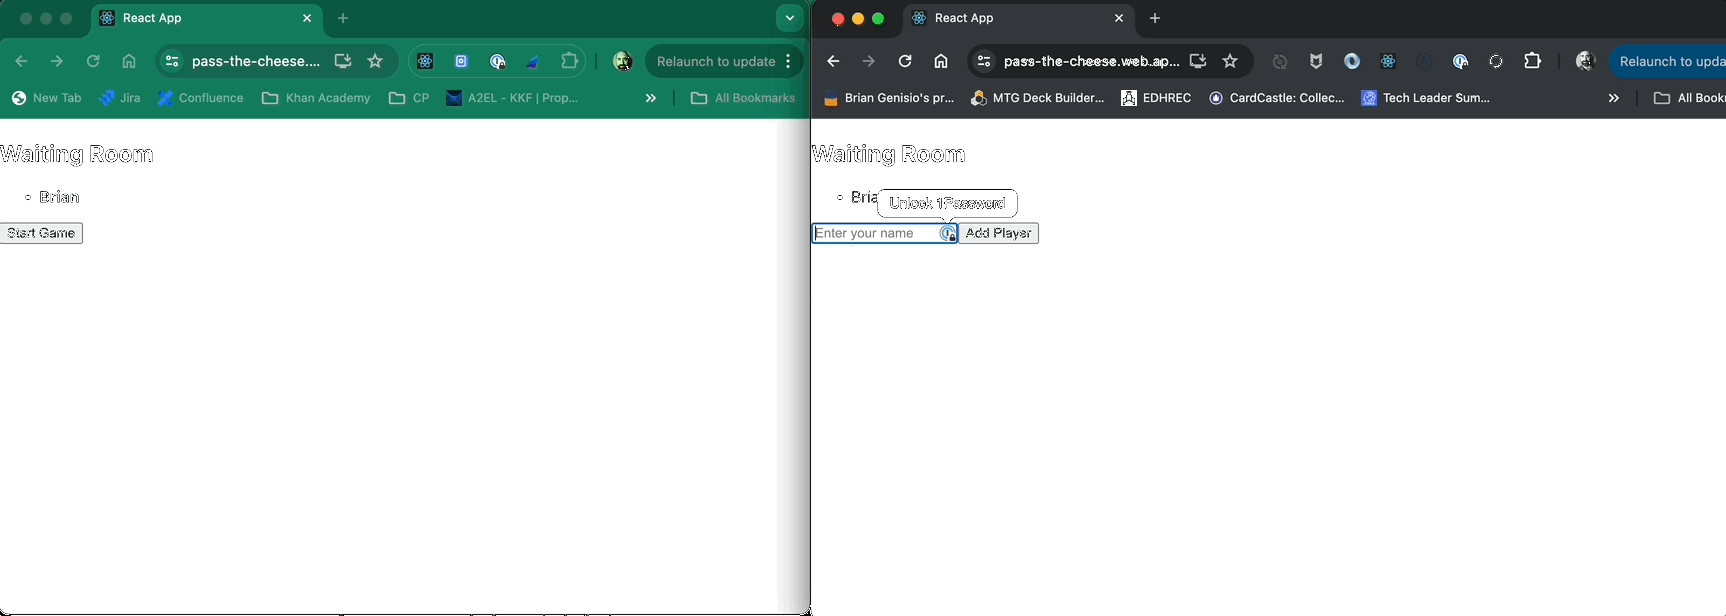 React App
pass-the-cheese....
Relaunch to update
New Tab
Jira
Confluence
Khan Academy
CP
A2EL - KKF | Prop...
All Bookmarks
Waiting Room
Brian
Start Game
React App
pass-the-cheese.web.ap...
Relaunch to upda
Brian Genisio's pr...
MTG Deck Builder...
EDHREC
CardCastle: Collec...
Tech Leader Sum...
All Book
Waiting Room
Bria
Unlock 1Password
Enter your name
Add Player